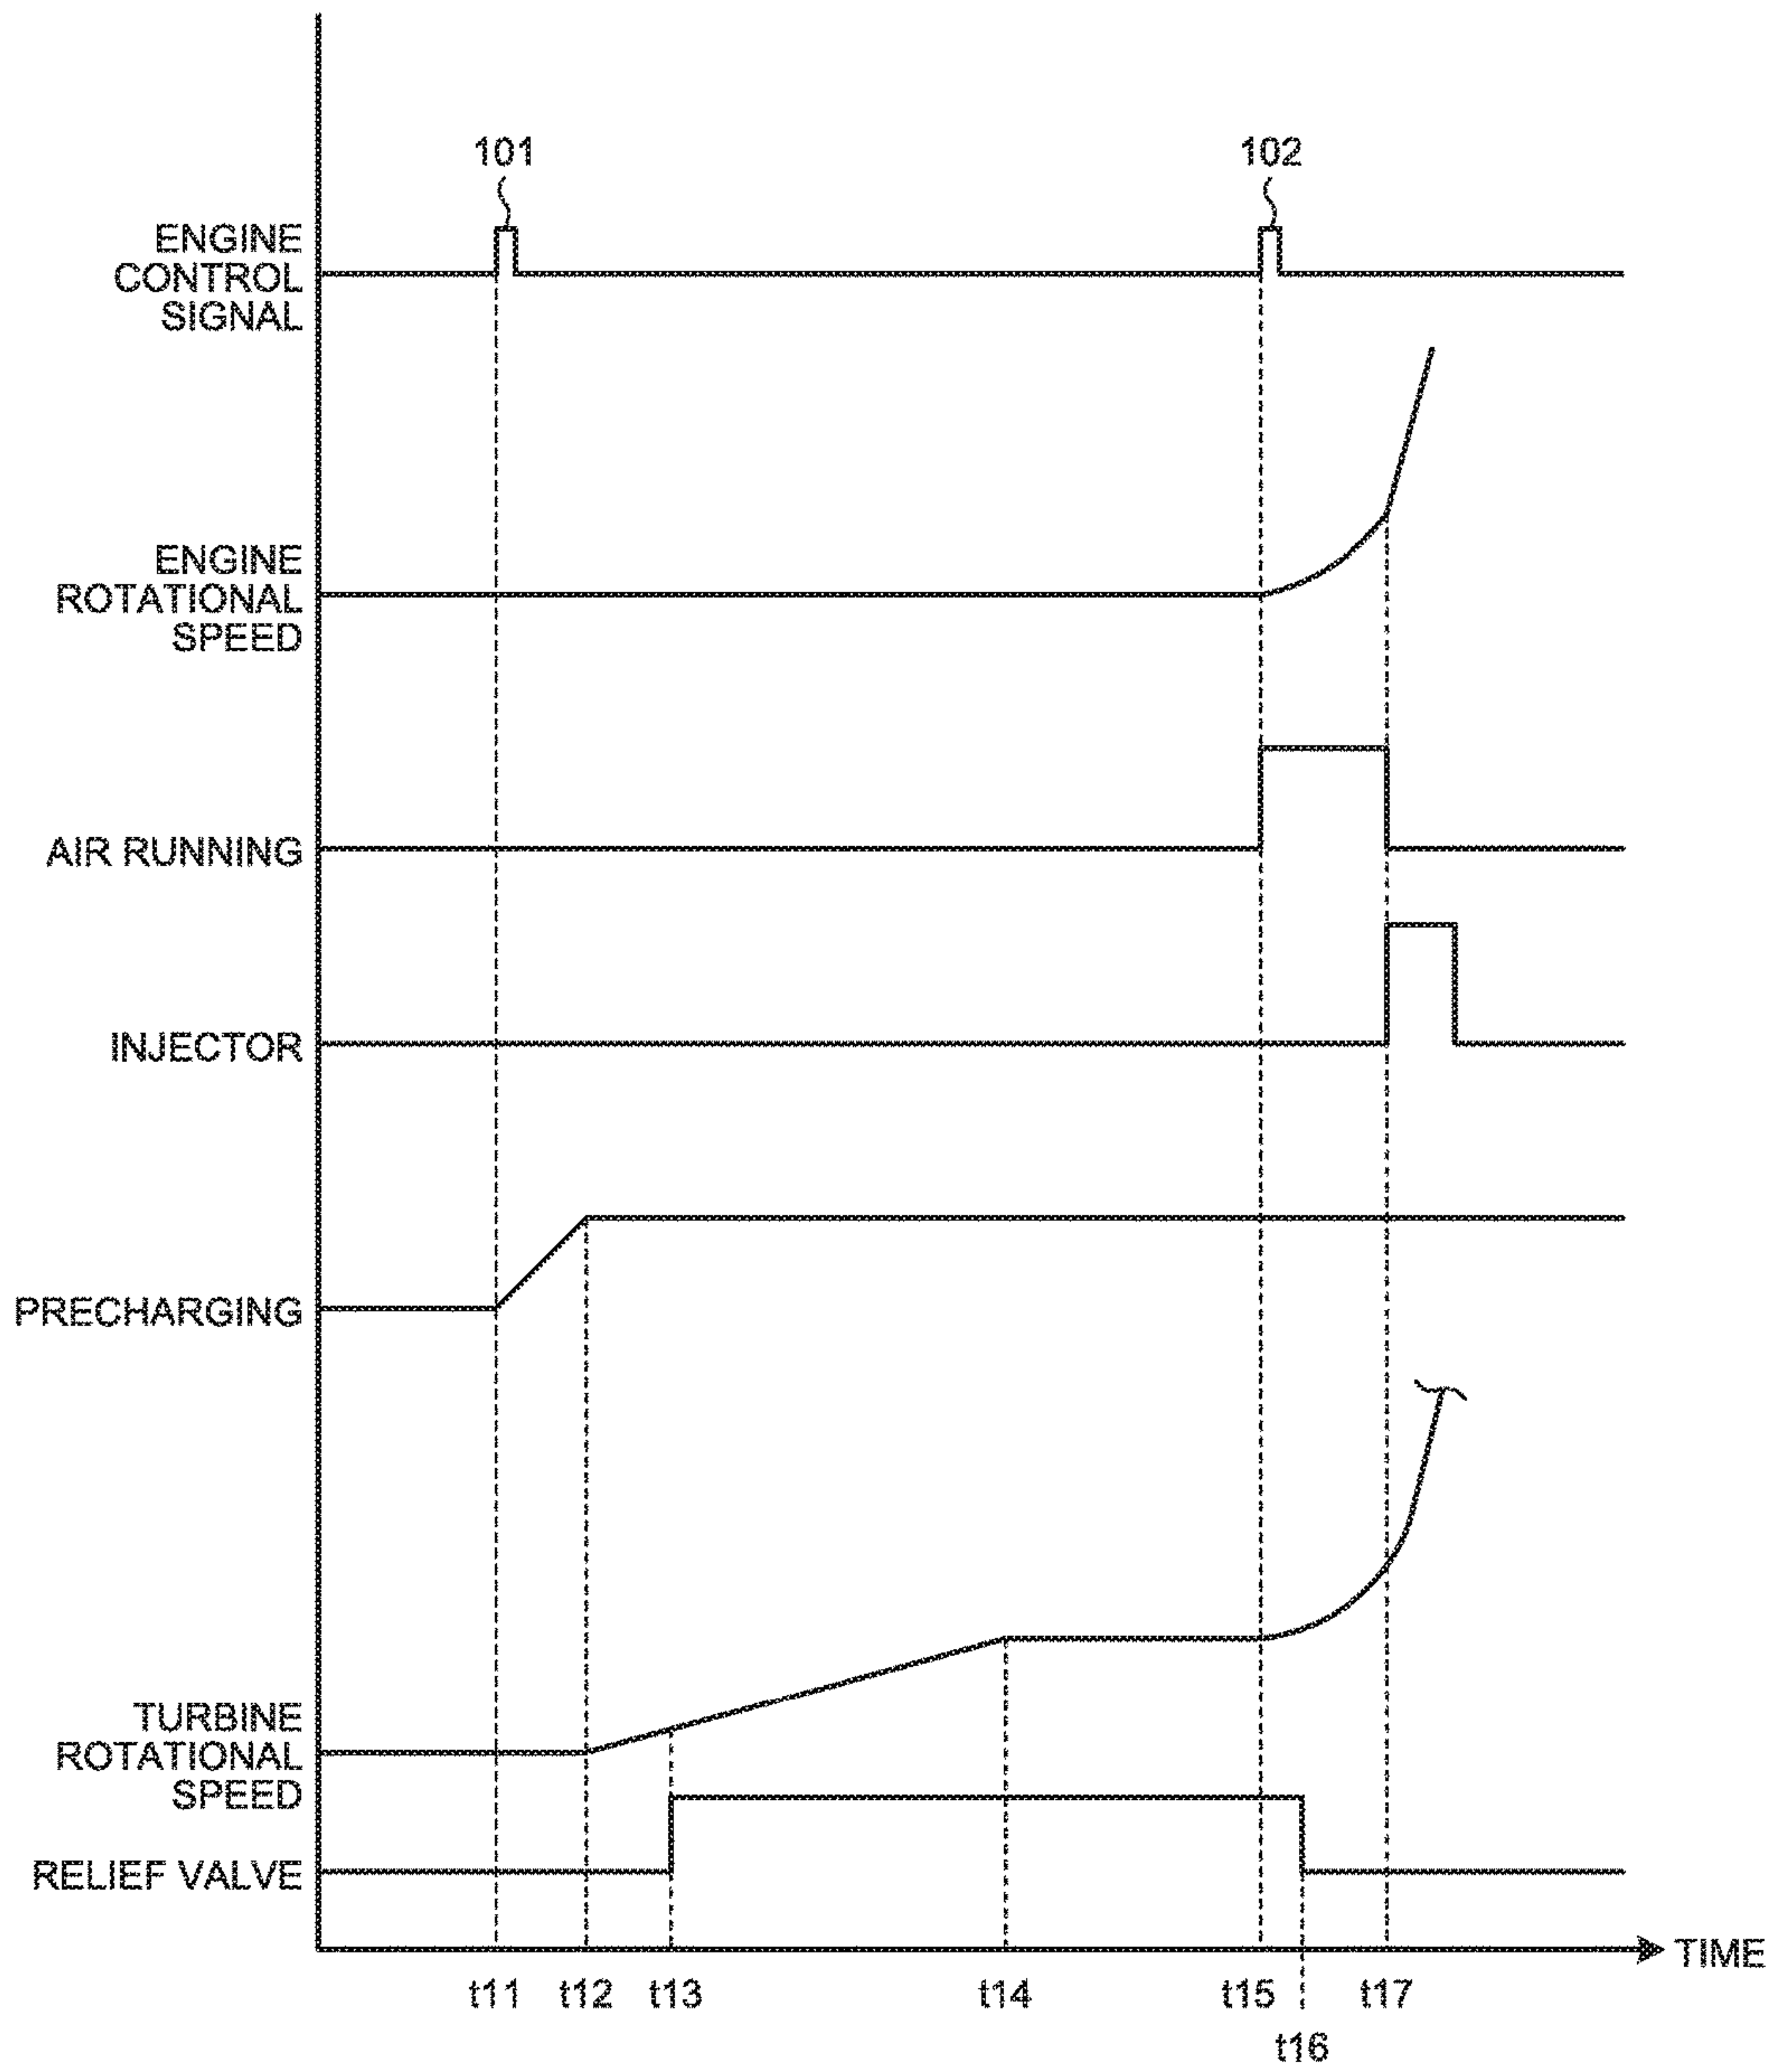 101
102
ENGINE
CONTROL
SIGNAL
ENGINE
ROTATIONAL
SPEED
AIR RUNNING
INJECTOR
PRECHARGING
TURBINE
ROTATIONAL
SPEED
RELIEF VALVE
TIME
t11
t12
t13
t14
t15
t17
t16